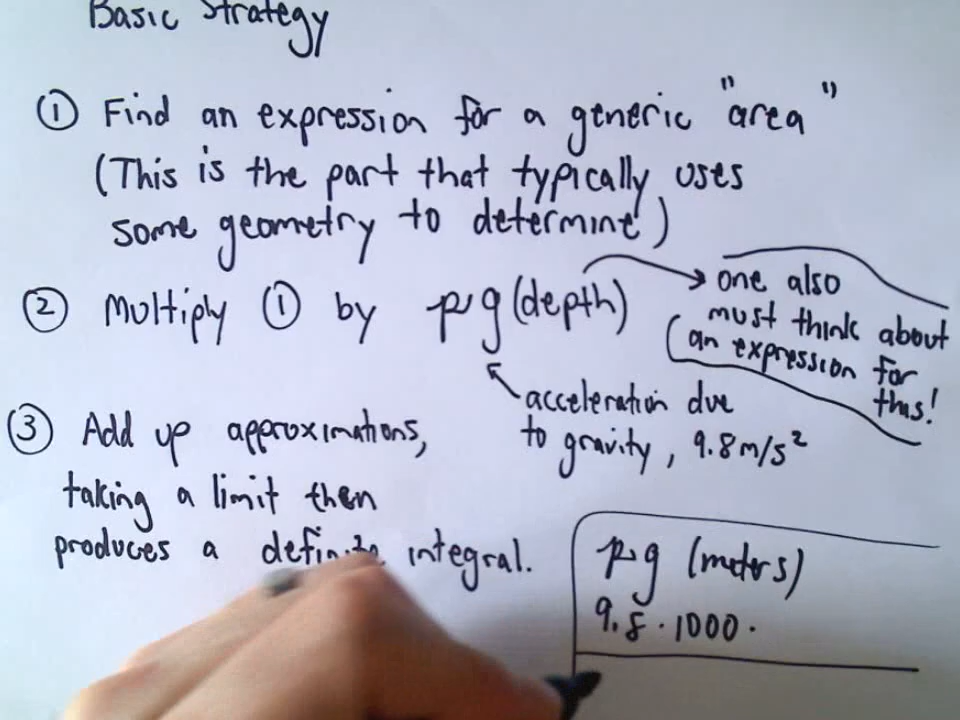 Basic Strategy
① Find an expression for a generic "area"
(This is the part that typically uses
some geometry to determine)
② Multiply ① by ρg(depth)
one also
must think about
an expression for
this!
acceleration due
to gravity, 9.8m/s²
③ Add up approximations,
taking a limit then
produces a definite integral.
ρg (meters)
9.8 · 1000 ·